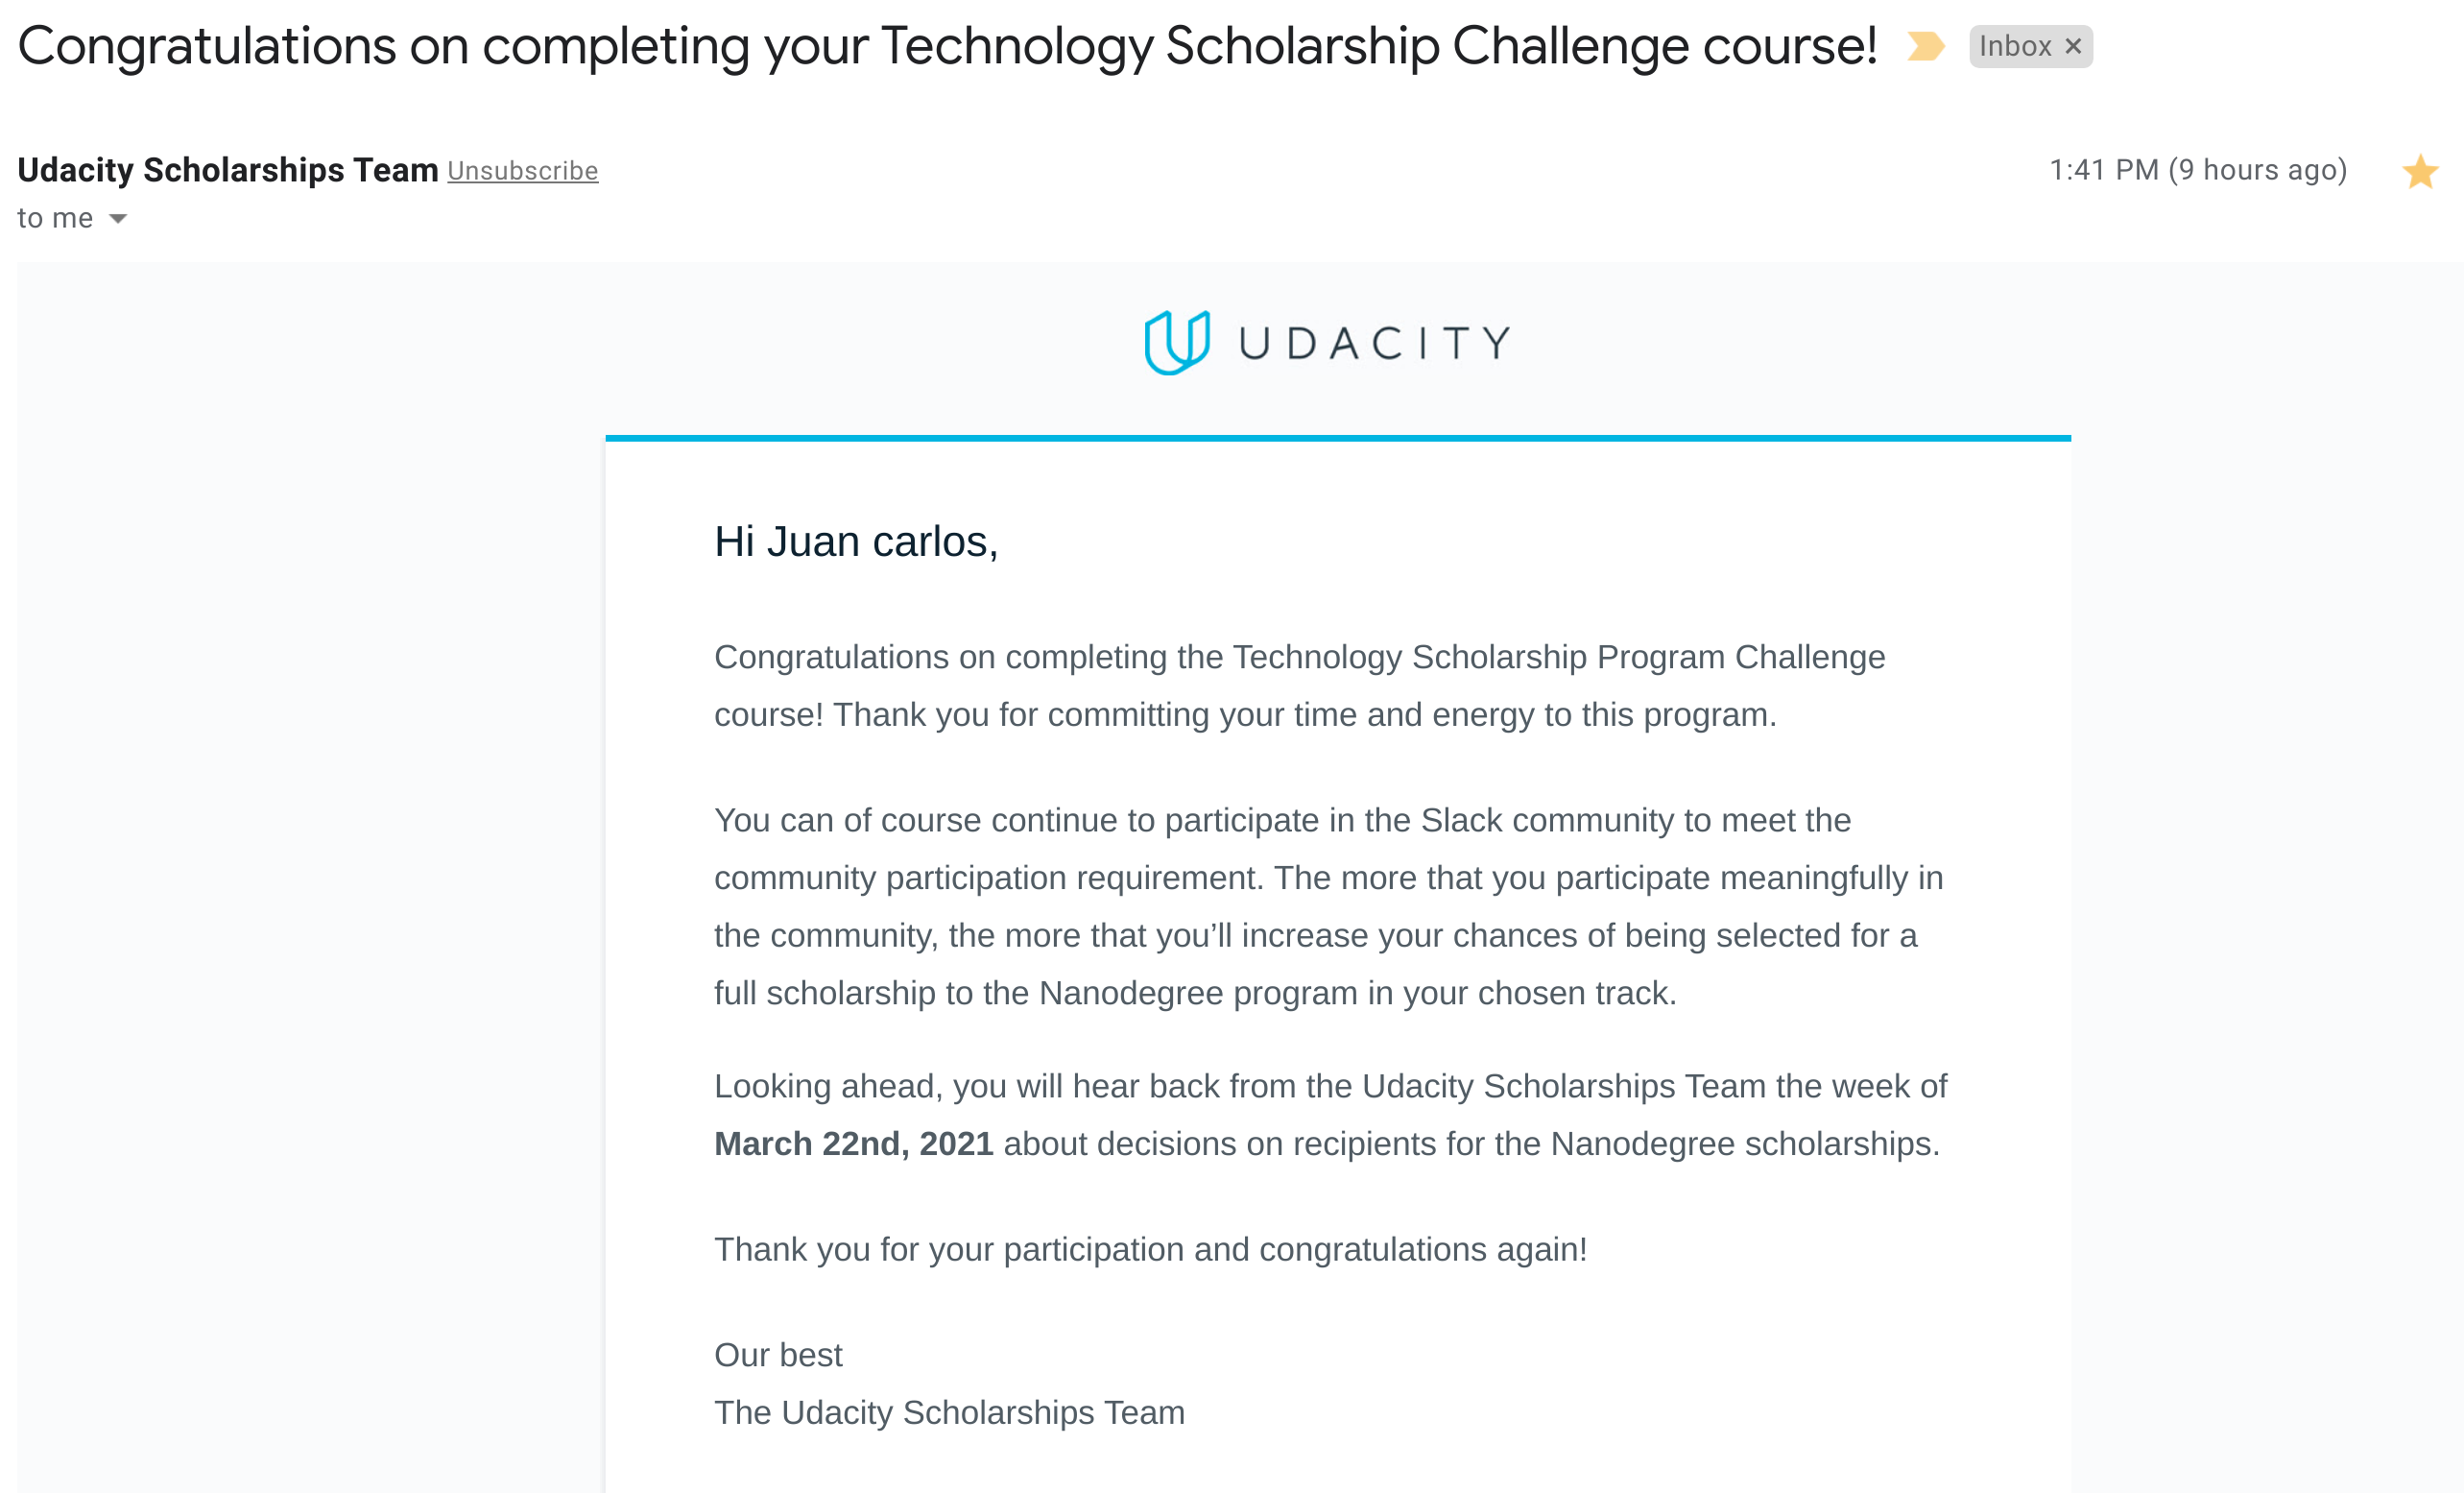 Congratulations on completing your Technology Scholarship Challenge course! Inbox ×
Udacity Scholarships Team Unsubscribe 1:41 PM (9 hours ago)
to me
UDACITY
Hi Juan carlos,
Congratulations on completing the Technology Scholarship Program Challenge
course! Thank you for committing your time and energy to this program.
You can of course continue to participate in the Slack community to meet the
community participation requirement. The more that you participate meaningfully in
the community, the more that you’ll increase your chances of being selected for a
full scholarship to the Nanodegree program in your chosen track.
Looking ahead, you will hear back from the Udacity Scholarships Team the week of
March 22nd, 2021 about decisions on recipients for the Nanodegree scholarships.
Thank you for your participation and congratulations again!
Our best
The Udacity Scholarships Team